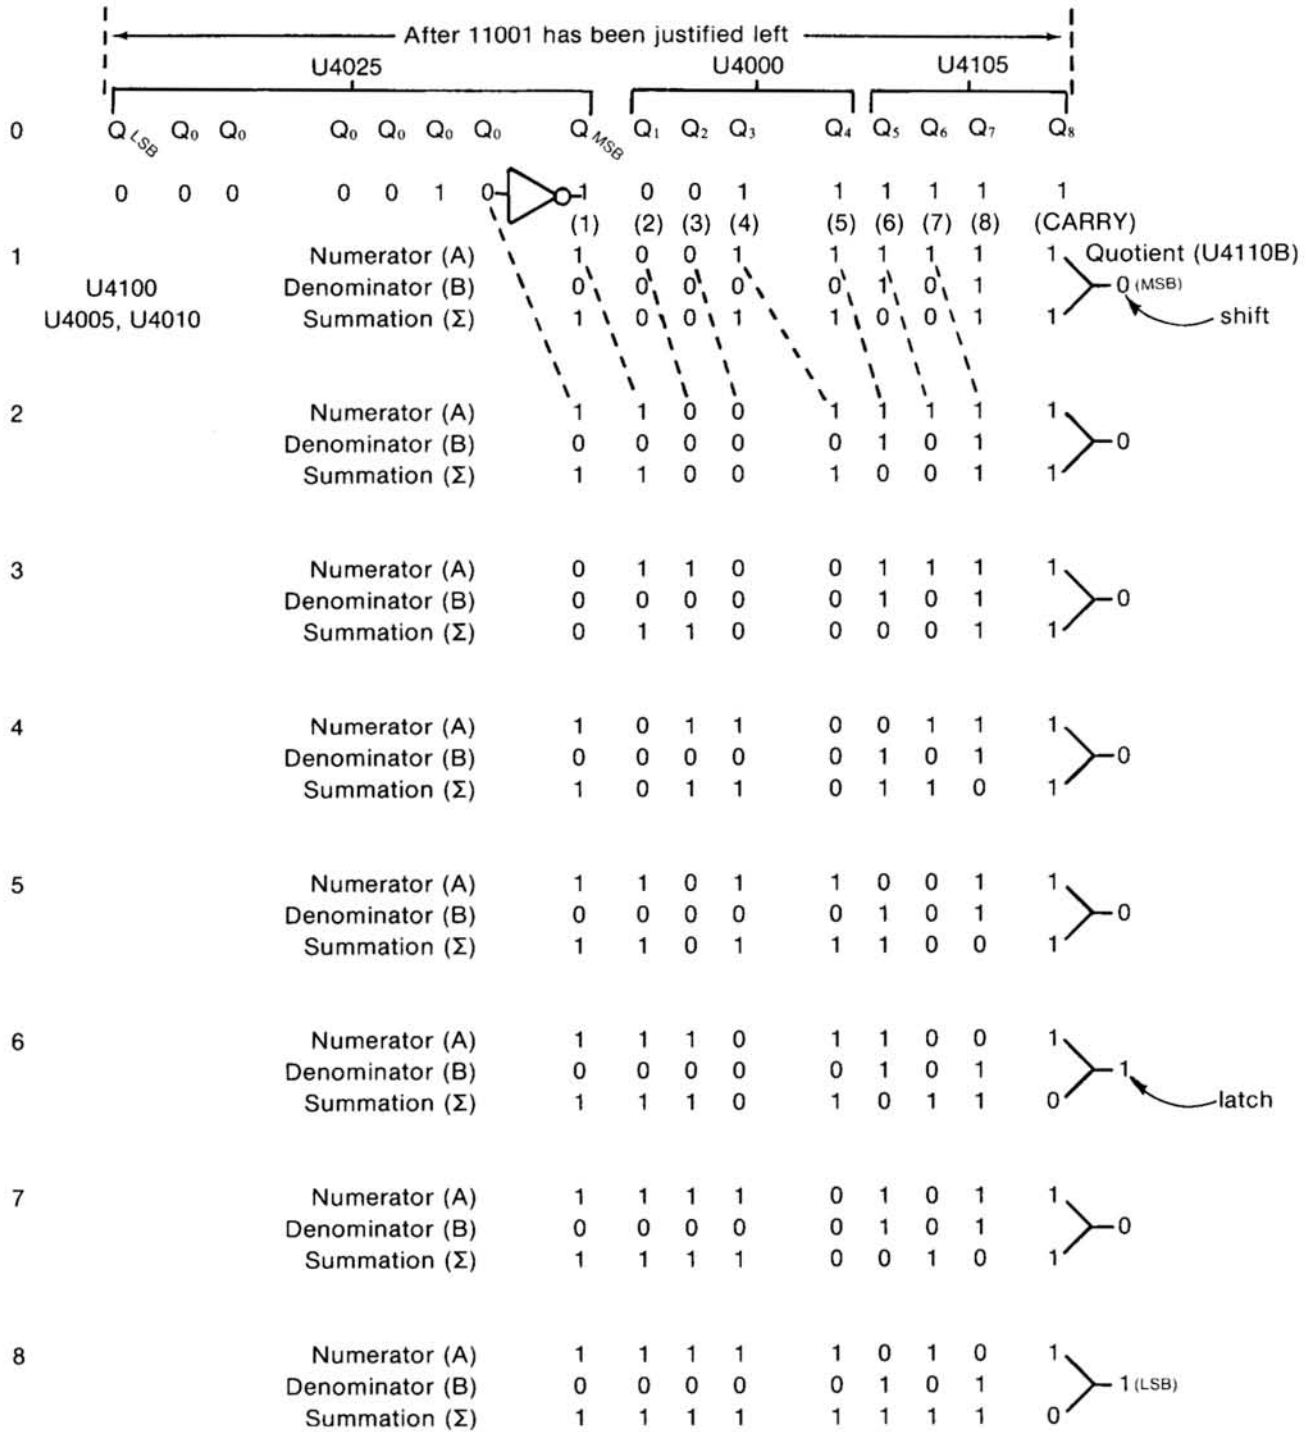 After 11001 has been justified left
U4025 U4000 U4105
0 Q LSB Q₀ Q₀ Q₀ Q₀ Q₀ Q₀ Q MSB Q₁ Q₂ Q₃ Q₄ Q₅ Q₆ Q₇ Q₈
0 0 0 0 0 1 0 1 0 0 1 1 1 1 1 1
(1) (2) (3) (4) (5) (6) (7) (8) (CARRY)
1 Numerator (A) 1 0 0 1 1 1 1 1 1 Quotient (U4110B)
U4100 Denominator (B) 0 0 0 0 0 1 0 1 0 (MSB)
U4005, U4010 Summation (Σ) 1 0 0 1 1 0 0 1 1 shift
2 Numerator (A) 1 1 0 0 1 1 1 1 1
Denominator (B) 0 0 0 0 0 1 0 1 0
Summation (Σ) 1 1 0 0 1 0 0 1 1
3 Numerator (A) 0 1 1 0 0 1 1 1 1
Denominator (B) 0 0 0 0 0 1 0 1 0
Summation (Σ) 0 1 1 0 0 0 0 1 1
4 Numerator (A) 1 0 1 1 0 0 1 1 1
Denominator (B) 0 0 0 0 0 1 0 1 0
Summation (Σ) 1 0 1 1 0 1 1 0 1
5 Numerator (A) 1 1 0 1 1 0 0 1 1
Denominator (B) 0 0 0 0 0 1 0 1 0
Summation (Σ) 1 1 0 1 1 1 0 0 1
6 Numerator (A) 1 1 1 0 1 1 0 0 1
Denominator (B) 0 0 0 0 0 1 0 1 1
Summation (Σ) 1 1 1 0 1 0 1 1 0 latch
7 Numerator (A) 1 1 1 1 0 1 0 1 1
Denominator (B) 0 0 0 0 0 1 0 1 0
Summation (Σ) 1 1 1 1 0 0 1 0 1
8 Numerator (A) 1 1 1 1 1 0 1 0 1
Denominator (B) 0 0 0 0 0 1 0 1 1 (LSB)
Summation (Σ) 1 1 1 1 1 1 1 1 0